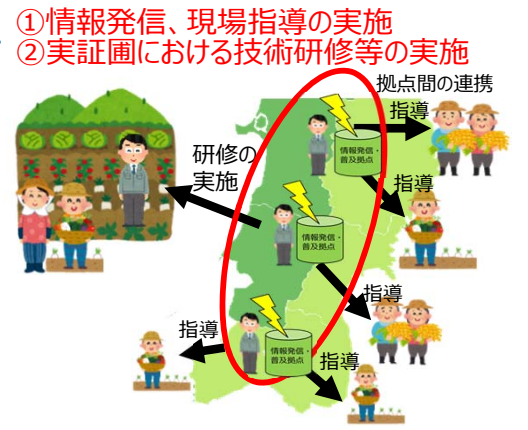 ①情報発信、現場指導の実施
②実証圃における技術研修等の実施
拠点間の連携
指導
情報発信・
普及拠点
研修の
実施
指導
情報発信・
普及拠点
指導
指導
情報発信・
普及拠点
指導